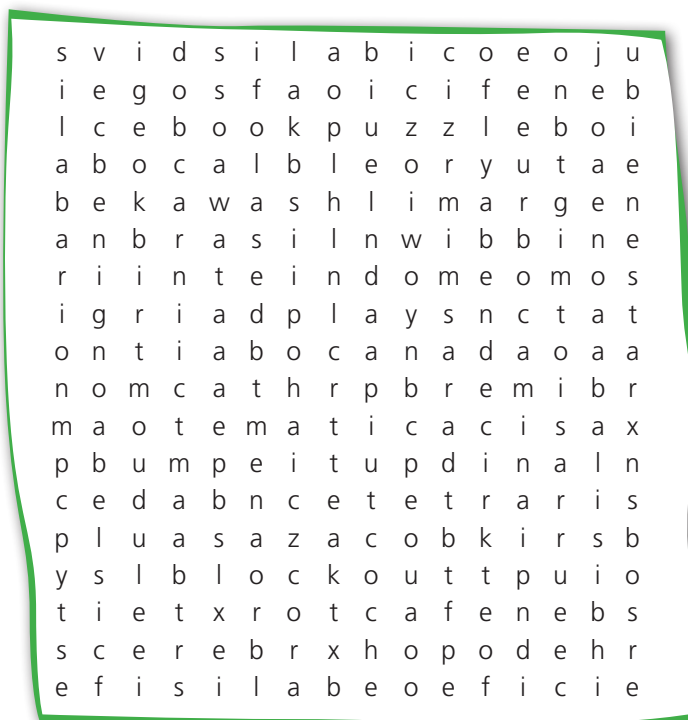 s v i d s i l a b i c o e o j u
i e g o s f a o i c i f e n e b
l c e b o o k p u z z l e b o i
a b o c a l b l e o r y u t a e
b e k a w a s h l i m a r g e n
a n b r a s i l n w i b b i n e
r i i n t e i n d o m e o m o s
i g r i a d p l a y s n c t a t
o n t i a b o c a n a d a o a a
n o m c a t h r p b r e m i b r
m a o t e m a t i c a c i s a x
p b u m p e i t u p d i n a l n
c e d a b n c e t e t r a r i s
p l u a s a z a c o b k i r s b
y s l b l o c k o u t t p u i o
t i e t x r o t c a f e n e b s
s c e r e b r x h o p o d e h r
e f i s i l a b e o e f i c i e